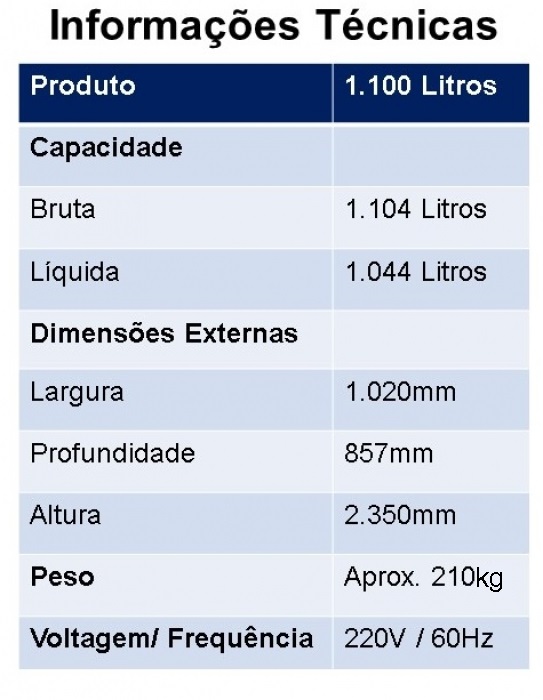 Informações Técnicas
Produto 1.100 Litros
Capacidade
Bruta 1.104 Litros
Líquida 1.044 Litros
Dimensões Externas
Largura 1.020mm
Profundidade 857mm
Altura 2.350mm
Peso Aprox. 210kg
Voltagem/ Frequência 220V / 60Hz